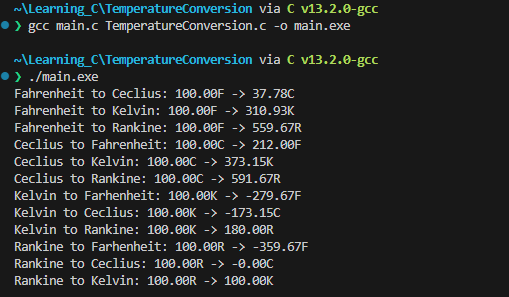 ~\Learning_C\TemperatureConversion via C v13.2.0-gcc
❯ gcc main.c TemperatureConversion.c -o main.exe
~\Learning_C\TemperatureConversion via C v13.2.0-gcc
❯ ./main.exe
Fahrenheit to Ceclius: 100.00F -> 37.78C
Fahrenheit to Kelvin: 100.00F -> 310.93K
Fahrenheit to Rankine: 100.00F -> 559.67R
Ceclius to Fahrenheit: 100.00C -> 212.00F
Ceclius to Kelvin: 100.00C -> 373.15K
Ceclius to Rankine: 100.00C -> 591.67R
Kelvin to Farhenheit: 100.00K -> -279.67F
Kelvin to Ceclius: 100.00K -> -173.15C
Kelvin to Rankine: 100.00K -> 180.00R
Rankine to Farhenheit: 100.00R -> -359.67F
Rankine to Ceclius: 100.00R -> -0.00C
Rankine to Kelvin: 100.00R -> 100.00K